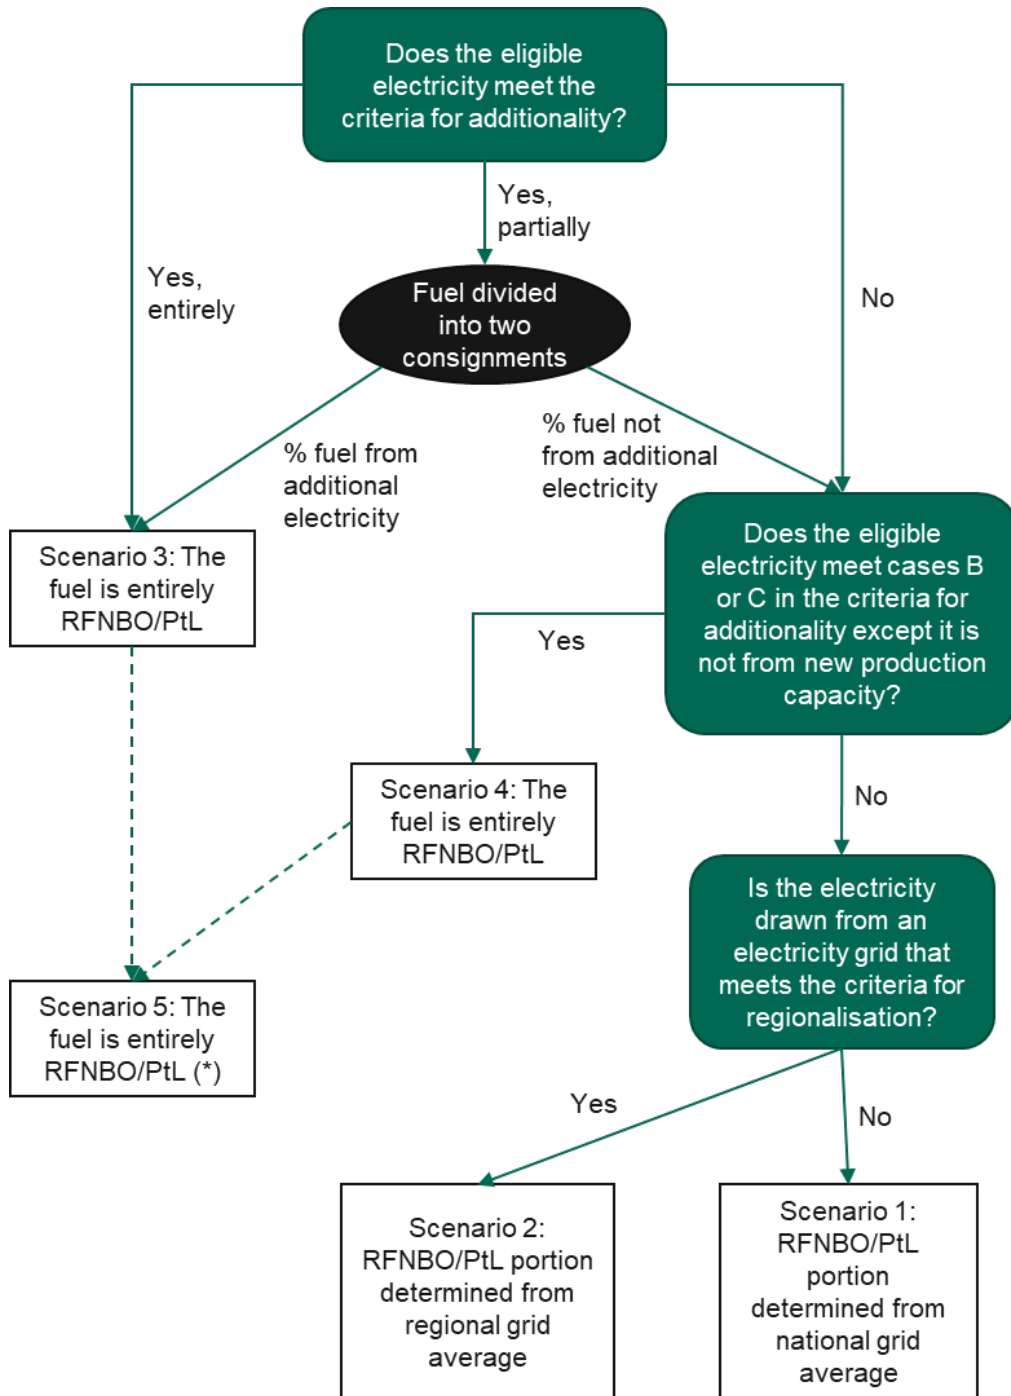 Does the eligible
electricity meet the
criteria for additionality?
Yes,
partially
Yes,
entirely
No
Fuel divided
into two
consignments
% fuel from
additional
electricity
% fuel not
from additional
electricity
Scenario 3: The
fuel is entirely
RFNBO/PtL
Does the eligible
electricity meet cases B
or C in the criteria for
additionality except it is
not from new production
capacity?
Yes
No
Scenario 4: The
fuel is entirely
RFNBO/PtL
Is the electricity
drawn from an
electricity grid that
meets the criteria for
regionalisation?
Scenario 5: The
fuel is entirely
RFNBO/PtL (*)
Yes
No
Scenario 2:
RFNBO/PtL portion
determined from
regional grid
average
Scenario 1:
RFNBO/PtL
portion
determined from
national grid
average